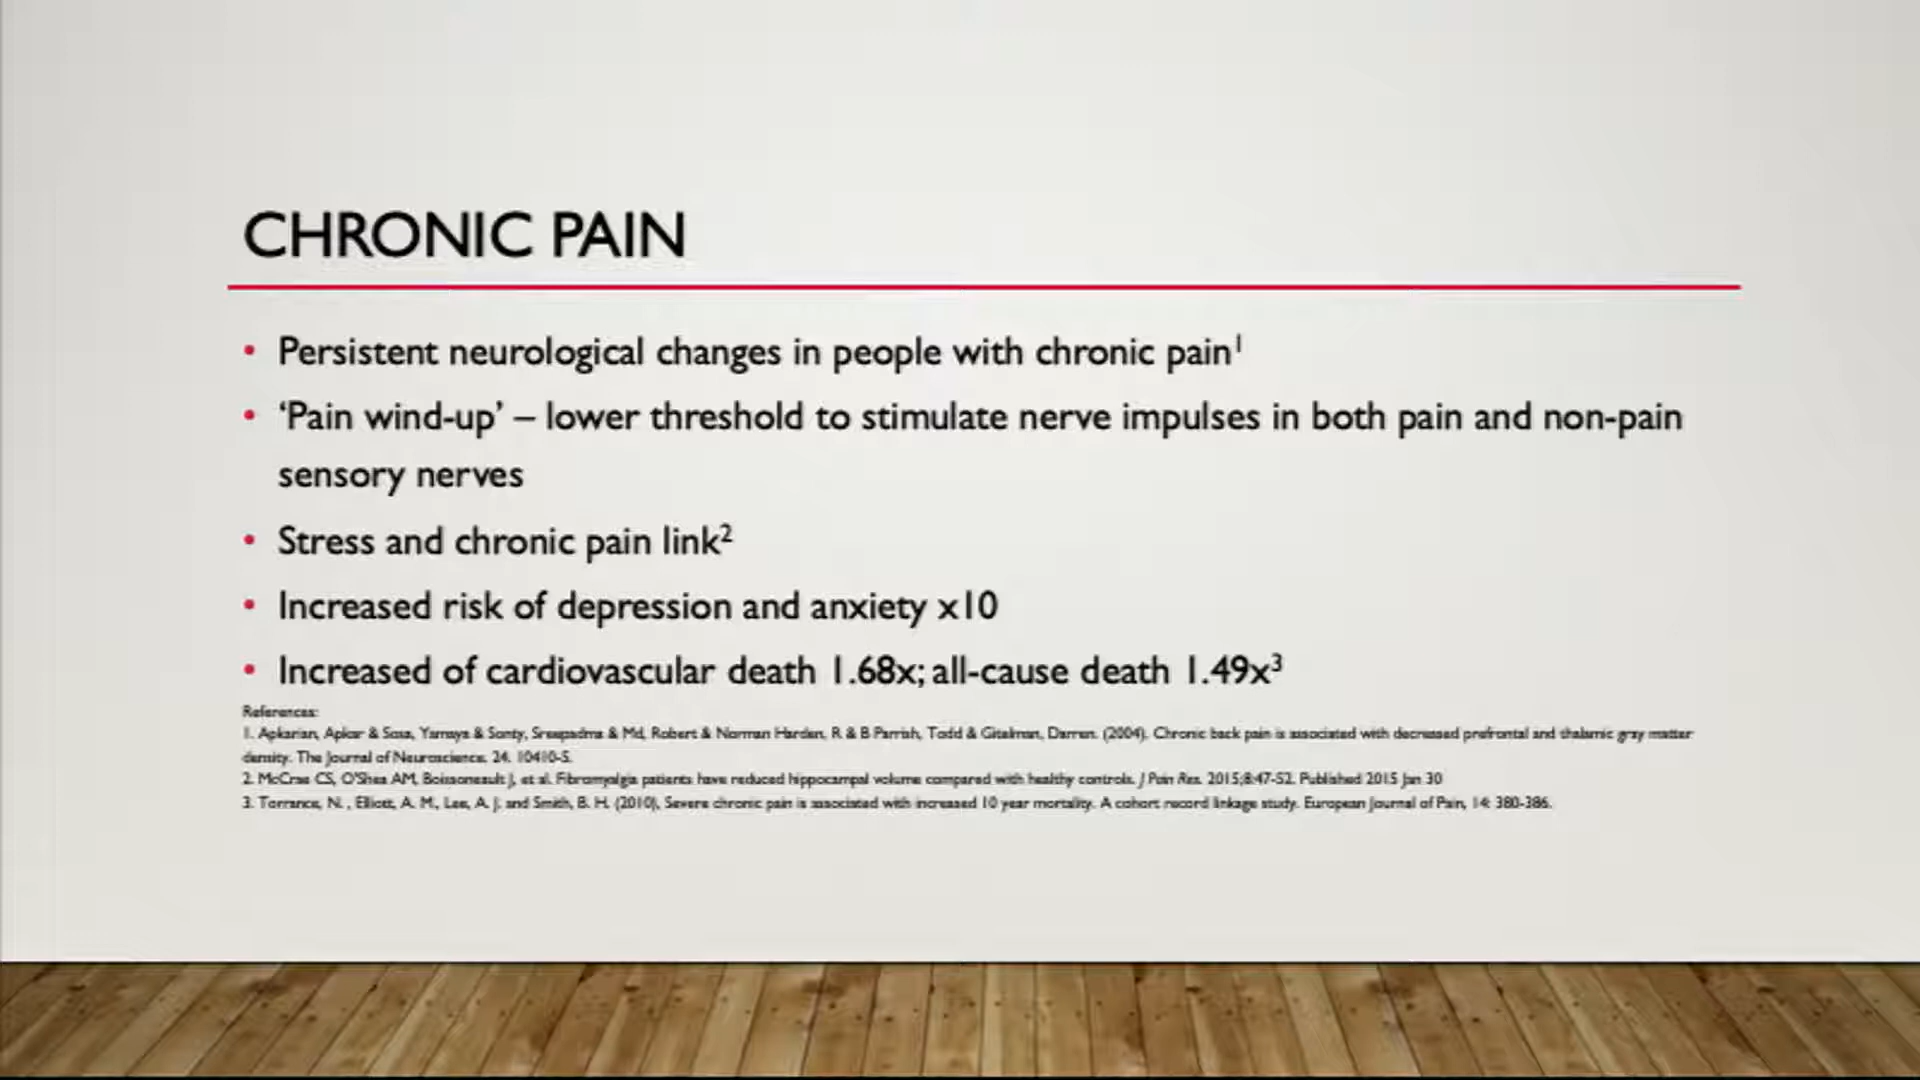 CHRONIC PAIN
• Persistent neurological changes in people with chronic pain¹
• ‘Pain wind-up’ – lower threshold to stimulate nerve impulses in both pain and non-pain
sensory nerves
• Stress and chronic pain link²
• Increased risk of depression and anxiety x10
• Increased of cardiovascular death 1.68x; all-cause death 1.49x³
References:
1. Apkarian, Apkar & Sosa, Yamaya & Sonty, Sreepadma & Md, Robert & Norman Harden, R & B Parrish, Todd & Gitelman, Darren. (2004). Chronic back pain is associated with decreased prefrontal and thalamic gray matter
density. The Journal of Neuroscience. 24. 10410-5.
2. McCrae CS, O'Shea AM, Boissoneault J, et al. Fibromyalgia patients have reduced hippocampal volume compared with healthy controls. J Pain Res. 2015;8:47-52. Published 2015 Jan 30
3. Torrance, N. , Elliott, A. M., Lee, A. J. and Smith, B. H. (2010), Severe chronic pain is associated with increased 10 year mortality. A cohort record linkage study. European Journal of Pain, 14: 380-386.